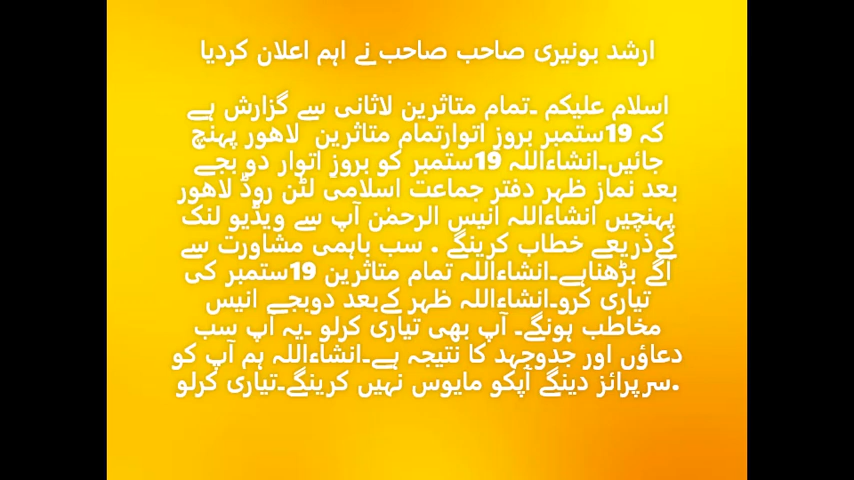 ارشد بونیری صاحب صاحب نے اہم اعلان کردیا
اسلام علیکم ۔تمام متاثرین لاثانی سے گزارش ہے
کہ 19ستمبر بروز اتوارتمام متاثرین لاھور پہنچ
جائیں۔انشاءاللہ 19ستمبر کو بروز اتوار دو بجے
بعد نماز ظہر دفتر جماعت اسلامی لٹن روڈ لاھور
پہنچیں انشاءاللہ انیس الرحمٰن آپ سے ویڈیو لنک
کےذریعے خطاب کرینگے . سب باہمی مشاورت سے
آگے بڑھناہے۔انشاءاللہ تمام متاثرین 19ستمبر کی
تیاری کرو۔انشاءاللہ ظہر کےبعد دوبجے انیس
مخاطب ہونگے۔ آپ بھی تیاری کرلو ۔یہ آپ سب
دعاؤں اور جدوجہد کا نتیجہ ہے۔انشاءاللہ ہم آپ کو
.سرپرائز دینگے آپکو مایوس نہیں کرینگے۔تیاری کرلو